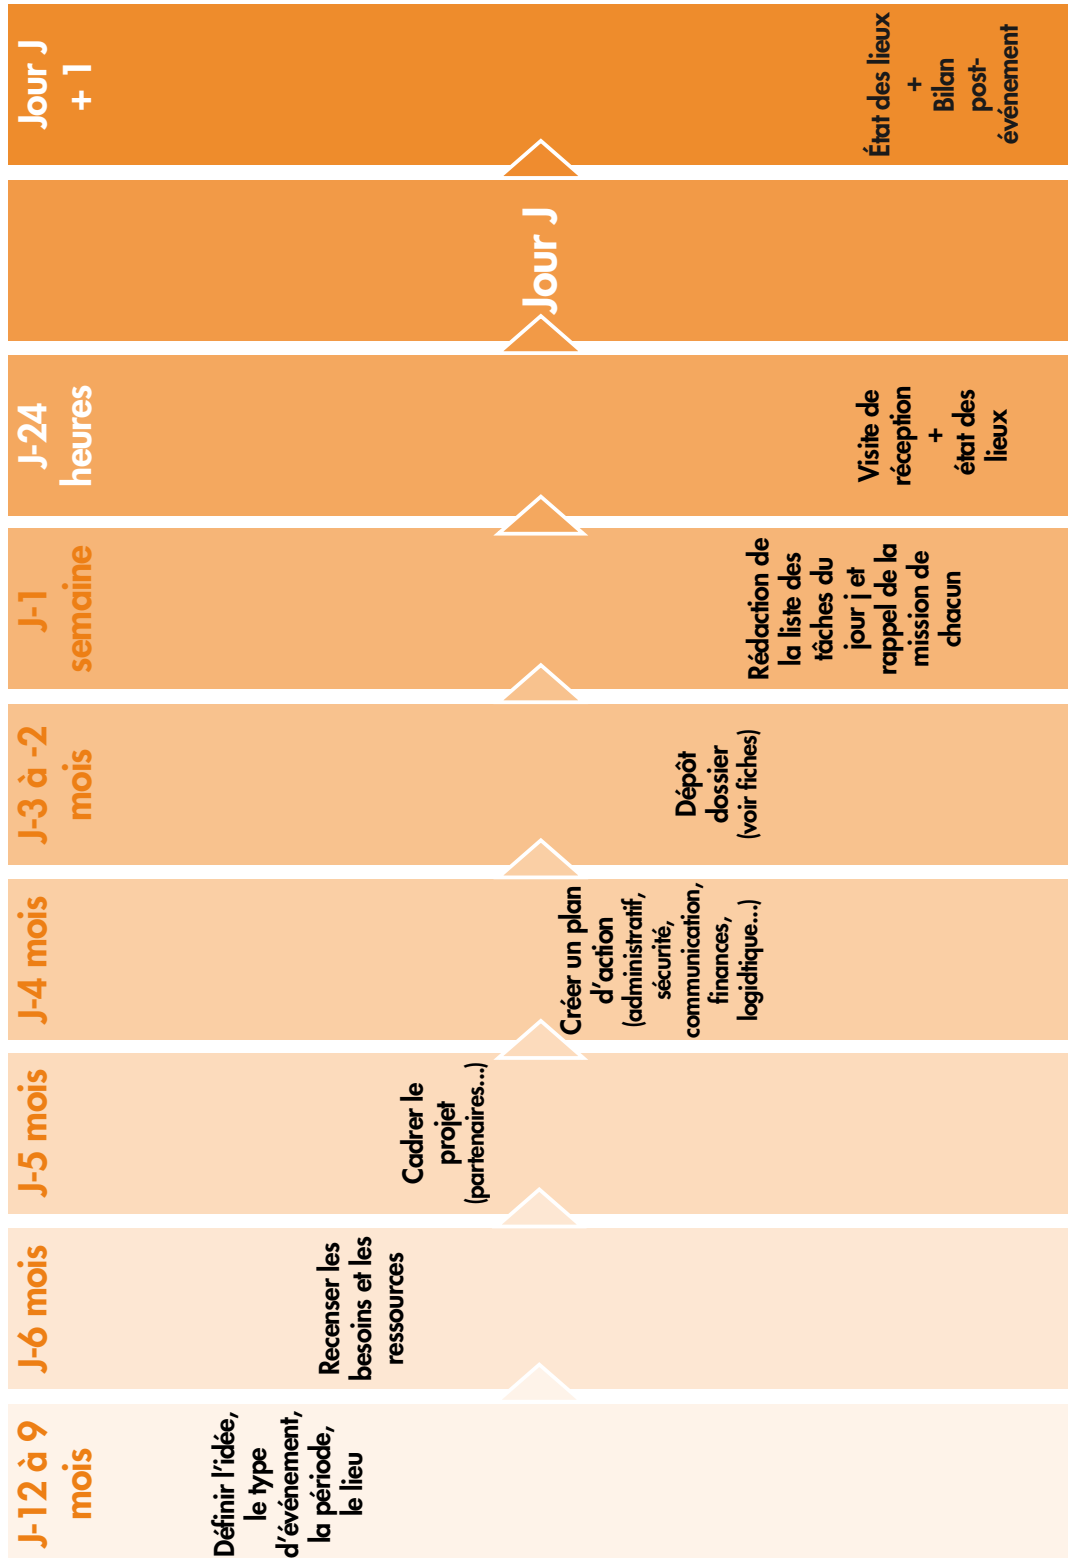 J-12 à 9
mois
Définir l’idée,
le type
d’événement,
la période,
le lieu
J-6 mois
Recenser les
besoins et les
ressources
J-5 mois
Cadrer le
projet
(partenaires...)
J-4 mois
Créer un plan
d’action
(administratif,
sécurité,
communication,
finances,
logidtique...)
J-3 à -2
mois
Dépôt
dossier
(voir fiches)
J-1
semaine
Rédaction de
la liste des
tâches du
jour j et
rappel de la
mission de
chacun
J-24
heures
Visite de
réception
+
état des
lieux
Jour J
Jour J
+ 1
État des lieux
+
Bilan
post-
événement